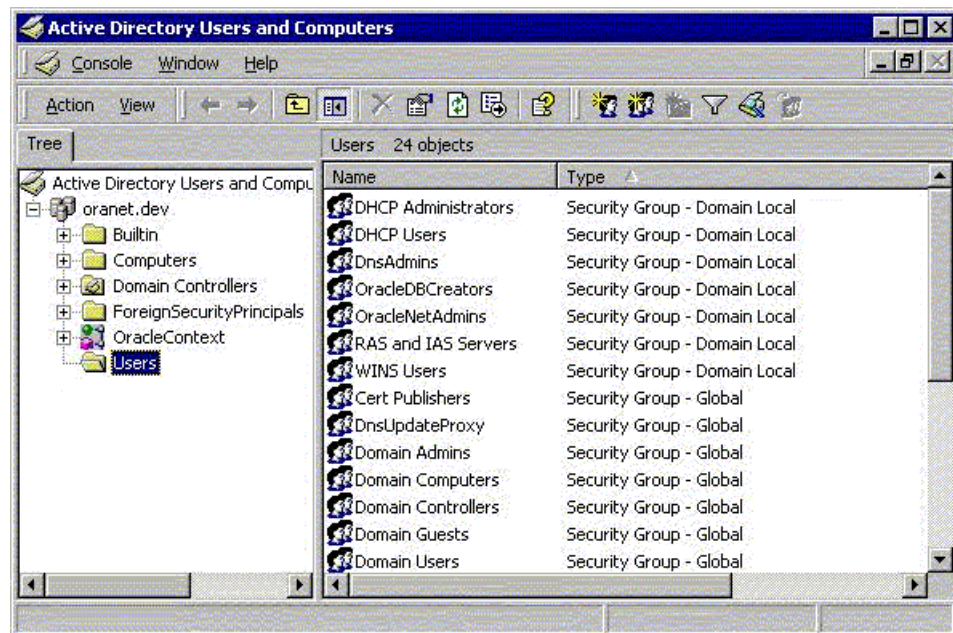 Active Directory Users and Computers
Console Window Help
Action View
Tree
Users 24 objects
Active Directory Users and Compu
oranet.dev
Builtin
Computers
Domain Controllers
ForeignSecurityPrincipals
OracleContext
Users
Name Type
DHCP Administrators Security Group - Domain Local
DHCP Users Security Group - Domain Local
DnsAdmins Security Group - Domain Local
OracleDBCreators Security Group - Domain Local
OracleNetAdmins Security Group - Domain Local
RAS and IAS Servers Security Group - Domain Local
WINS Users Security Group - Domain Local
Cert Publishers Security Group - Global
DnsUpdateProxy Security Group - Global
Domain Admins Security Group - Global
Domain Computers Security Group - Global
Domain Controllers Security Group - Global
Domain Guests Security Group - Global
Domain Users Security Group - Global